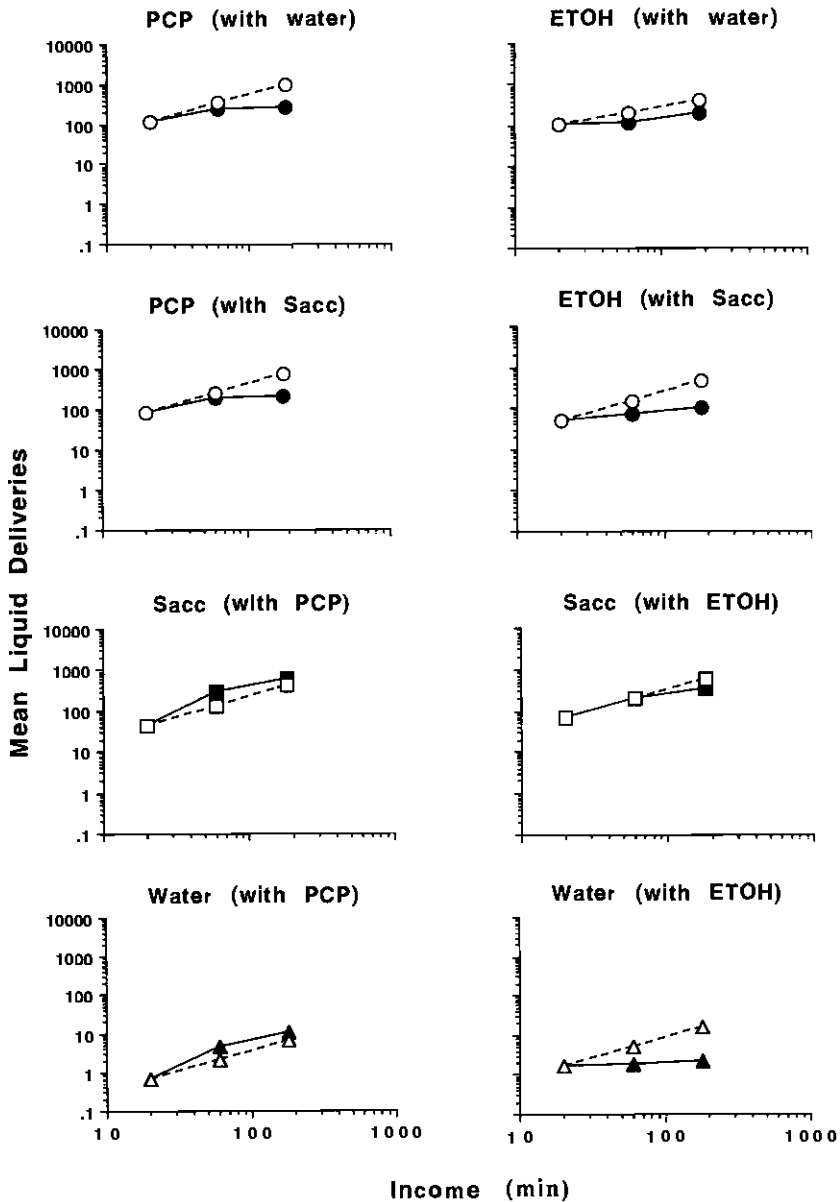 PCP (with water)
ETOH (with water)
10000
1000
100
10
1
.1
PCP (with Sacc)
ETOH (with Sacc)
10000
1000
100
10
1
.1
Mean Liquid Deliveries
Sacc (with PCP)
Sacc (with ETOH)
10000
1000
100
10
1
.1
Water (with PCP)
Water (with ETOH)
10000
1000
100
10
1
.1
10 100 1000
10 100 1000
Income (min)